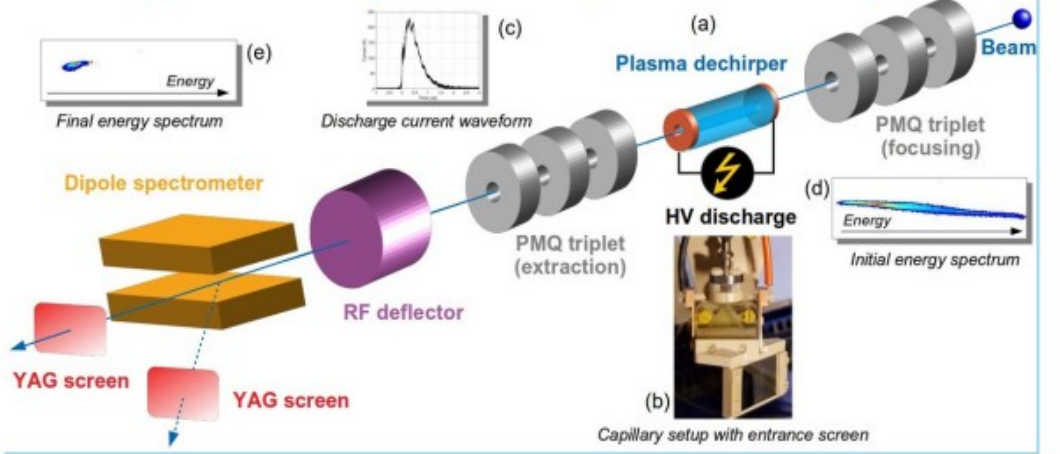 (e)
Energy
Final energy spectrum
(c)
Discharge current waveform
(a)
Plasma dechirper
Beam
PMQ triplet
(focusing)
Dipole spectrometer
HV discharge
(d)
Energy
Initial energy spectrum
PMQ triplet
(extraction)
RF deflector
YAG screen
YAG screen
(b)
Capillary setup with entrance screen